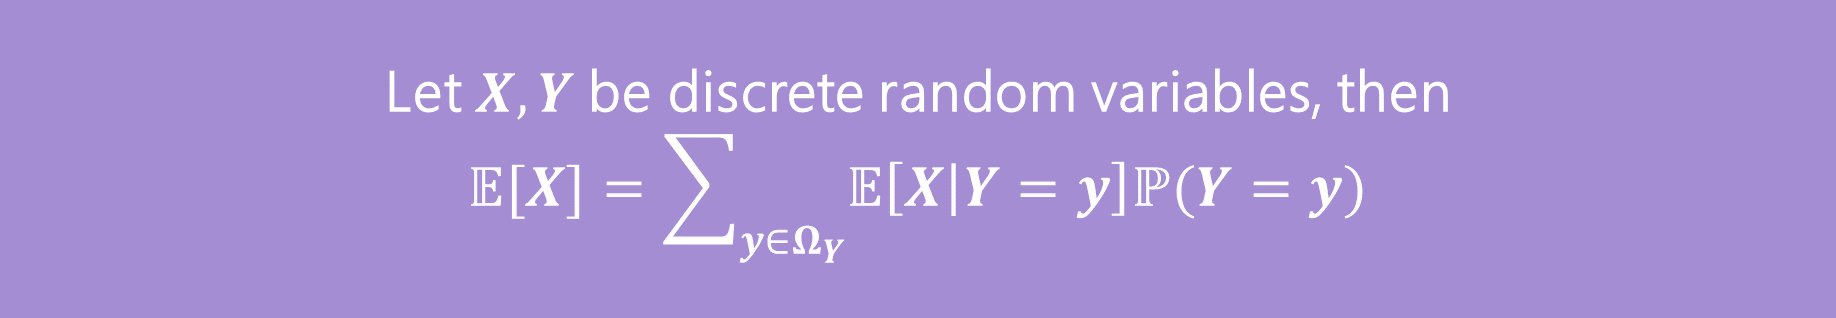 Let X, Y be discrete random variables, then
𝔼[X] = ∑_{y∈Ω_Y} 𝔼[X|Y = y]ℙ(Y = y)